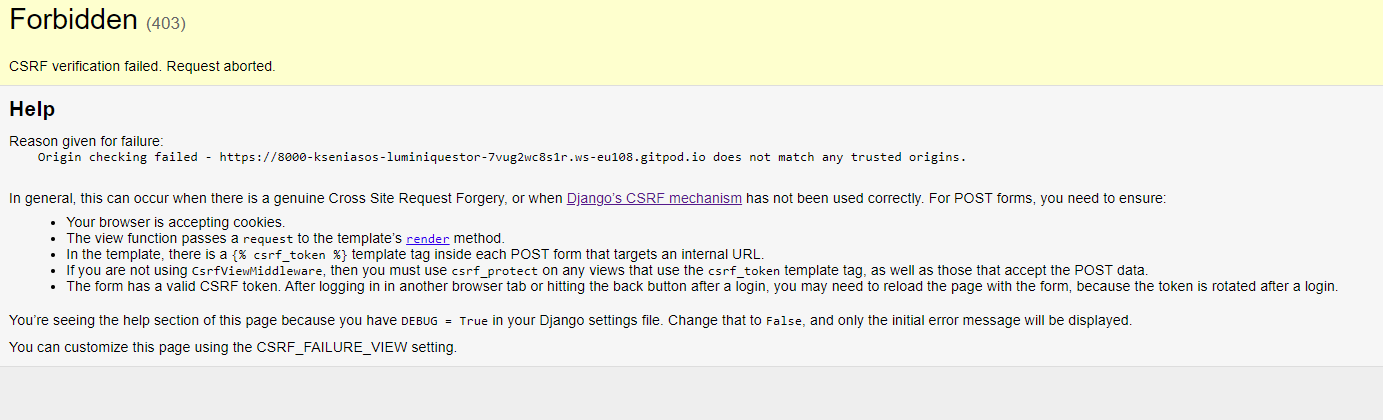 Forbidden (403)
CSRF verification failed. Request aborted.
Help
Reason given for failure:
Origin checking failed - https://8000-kseniasos-luminiquestor-7vug2wc8s1r.ws-eu108.gitpod.io does not match any trusted origins.
In general, this can occur when there is a genuine Cross Site Request Forgery, or when Django’s CSRF mechanism has not been used correctly. For POST forms, you need to ensure:
• Your browser is accepting cookies.
• The view function passes a request to the template’s render method.
• In the template, there is a {% csrf_token %} template tag inside each POST form that targets an internal URL.
• If you are not using CsrfViewMiddleware, then you must use csrf_protect on any views that use the csrf_token template tag, as well as those that accept the POST data.
• The form has a valid CSRF token. After logging in in another browser tab or hitting the back button after a login, you may need to reload the page with the form, because the token is rotated after a login.
You’re seeing the help section of this page because you have DEBUG = True in your Django settings file. Change that to False, and only the initial error message will be displayed.
You can customize this page using the CSRF_FAILURE_VIEW setting.